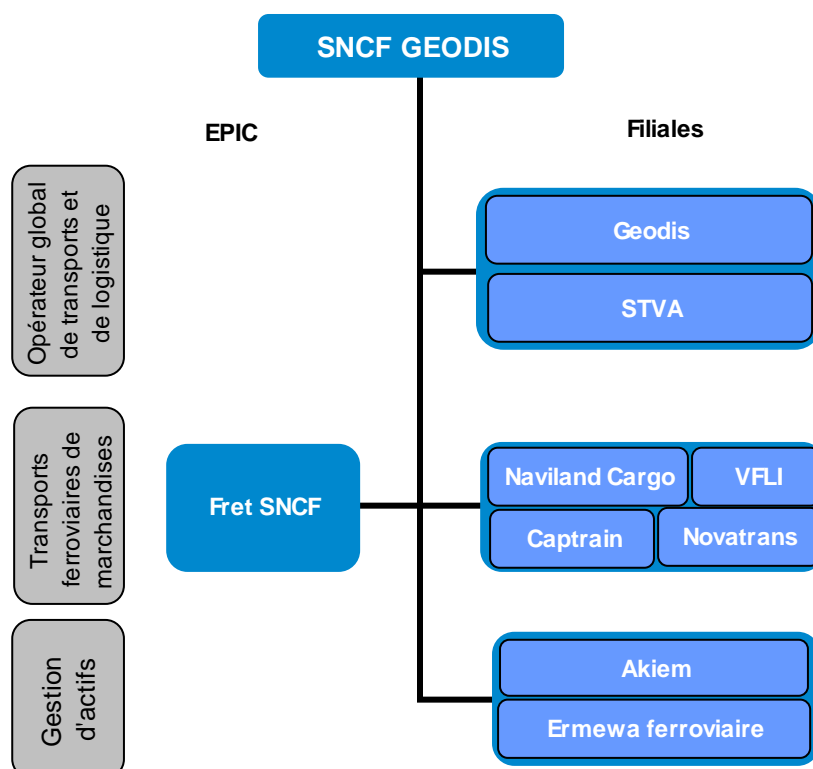 SNCF GEODIS
EPIC
Filiales
Opérateur global
de transports et
de logistique
Geodis
STVA
Transports
ferroviaires de
marchandises
Fret SNCF
Naviland Cargo
VFLI
Captrain
Novatrans
Gestion
d'actifs
Akiem
Ermewa ferroviaire